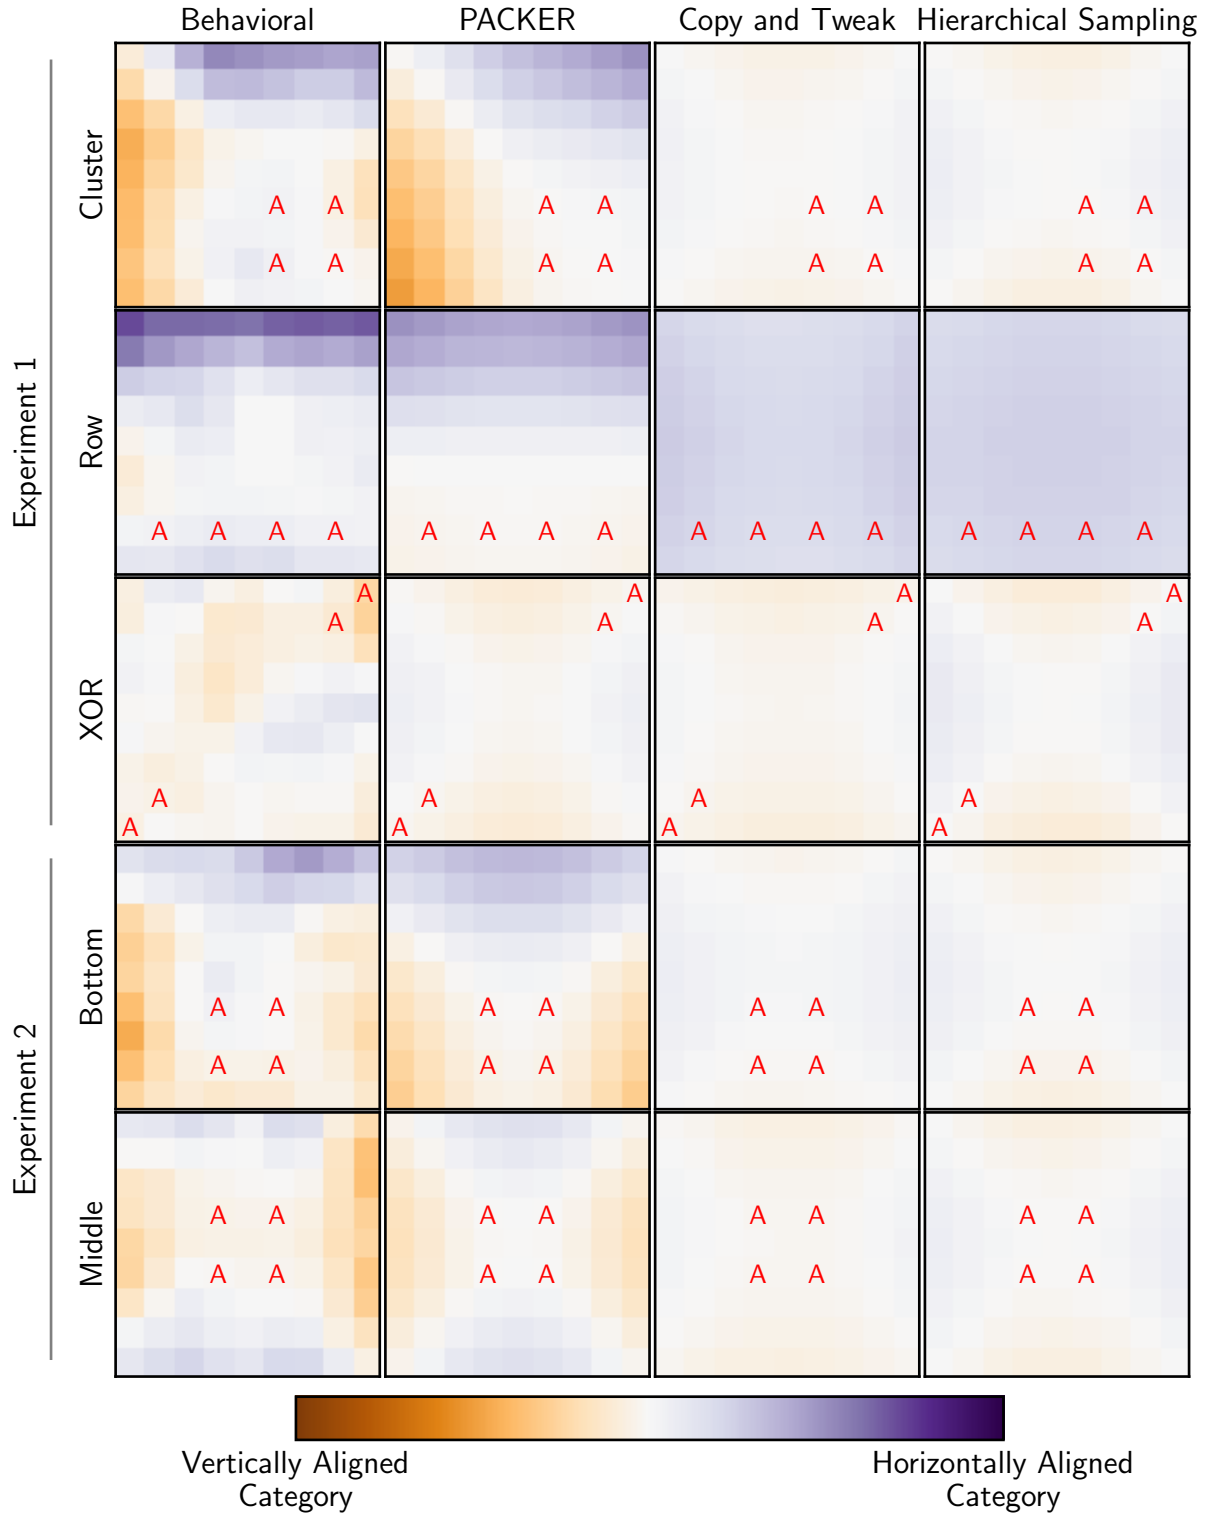 Behavioral PACKER Copy and Tweak Hierarchical Sampling
Experiment 1
Cluster
A A A A A A A A
A A A A A A A A
Row
A A A A A A A A A A A A A A A A
XOR
A A A A
A A A A
A A A A
A A A A
Experiment 2
Bottom
A A A A A A A A
A A A A A A A A
Middle
A A A A A A A A
A A A A A A A A
Vertically Aligned
Category
Horizontally Aligned
Category